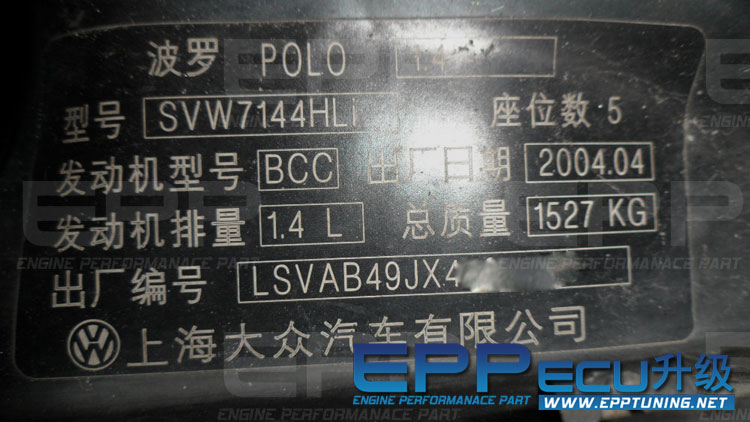 波罗 POLO 1.4
型号 SVW7144HLi 座位数 5
发动机型号 BCC 出厂日期 2004.04
发动机排量 1.4 L 总质量 1527 KG
出厂编号 LSVAB49JX4
上海大众汽车有限公司
EPP ECU升级
ENGINE PERFORMANACE PART
WWW.EPPTUNING.NET